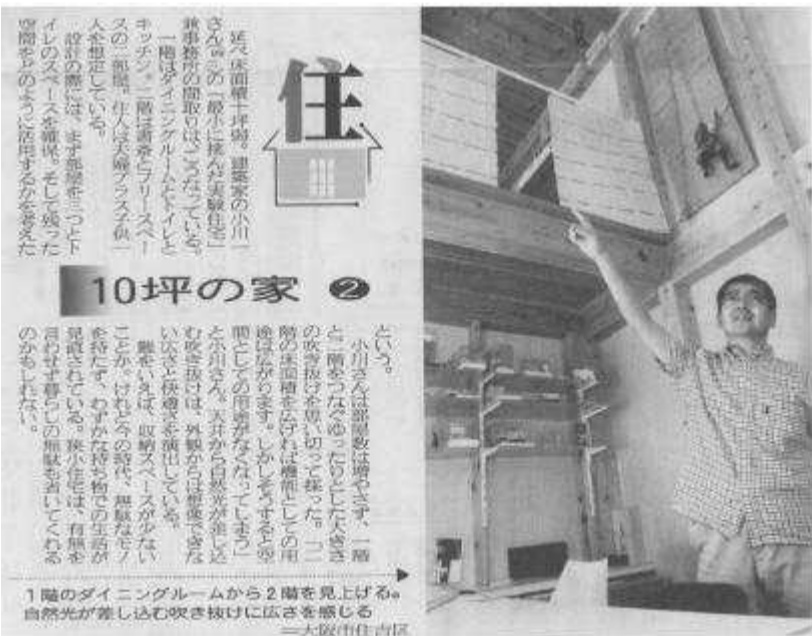 住
延べ床面積十坪弱。建築家の小川一
さん の「最小に挑んだ実験住宅」
兼事務所の間取りはこうなっている。
一階はダイニングルームとトイレと
キッチン。二階は書斎とフリースペー
スの二部屋。住人は夫婦プラス子供一
人を想定している。
設計の際には、まず部屋を三つとト
イレのスペースを確保。そして残った
空間をどのように活用するかを考えた
10坪の家 ❷
という。
小川さんは部屋数は増やさず、一階
と二階をつなぐゆったりとした大きさ
の吹き抜けを思い切って採った。「二
階の床面積を広げれば機能としての用
途は広がります。しかしそうすると空
間としての用途がなくなってしまう」
と小川さん。天井から自然光が差し込
む吹き抜けは、外観からは想像できな
い広さと快適さを演出している。
難をいえば、収納スペースが少ない
ことか。けれど今の時代、無駄なモノ
を持たず、わずかな持ち物での生活が
見直されている。狭小住宅は、有無を
言わせず暮らしの無駄も省いてくれる
のかもしれない。
1階のダイニングルームから2階を見上げる。
自然光が差し込む吹き抜けに広さを感じる
=大阪市住吉区